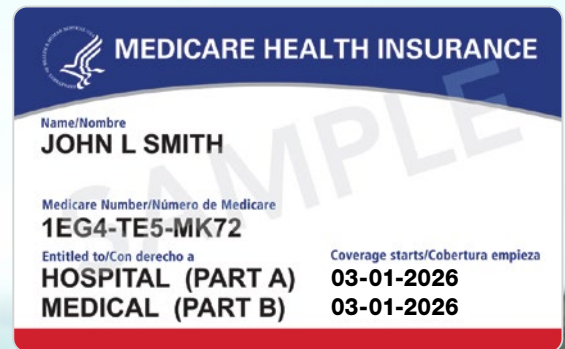 MEDICARE HEALTH INSURANCE
Name/Nombre
JOHN L SMITH
Medicare Number/Número de Medicare
1EG4-TE5-MK72
Entitled to/Con derecho a
Coverage starts/Cobertura empieza
HOSPITAL (PART A)
03-01-2026
MEDICAL (PART B)
03-01-2026
SAMPLE